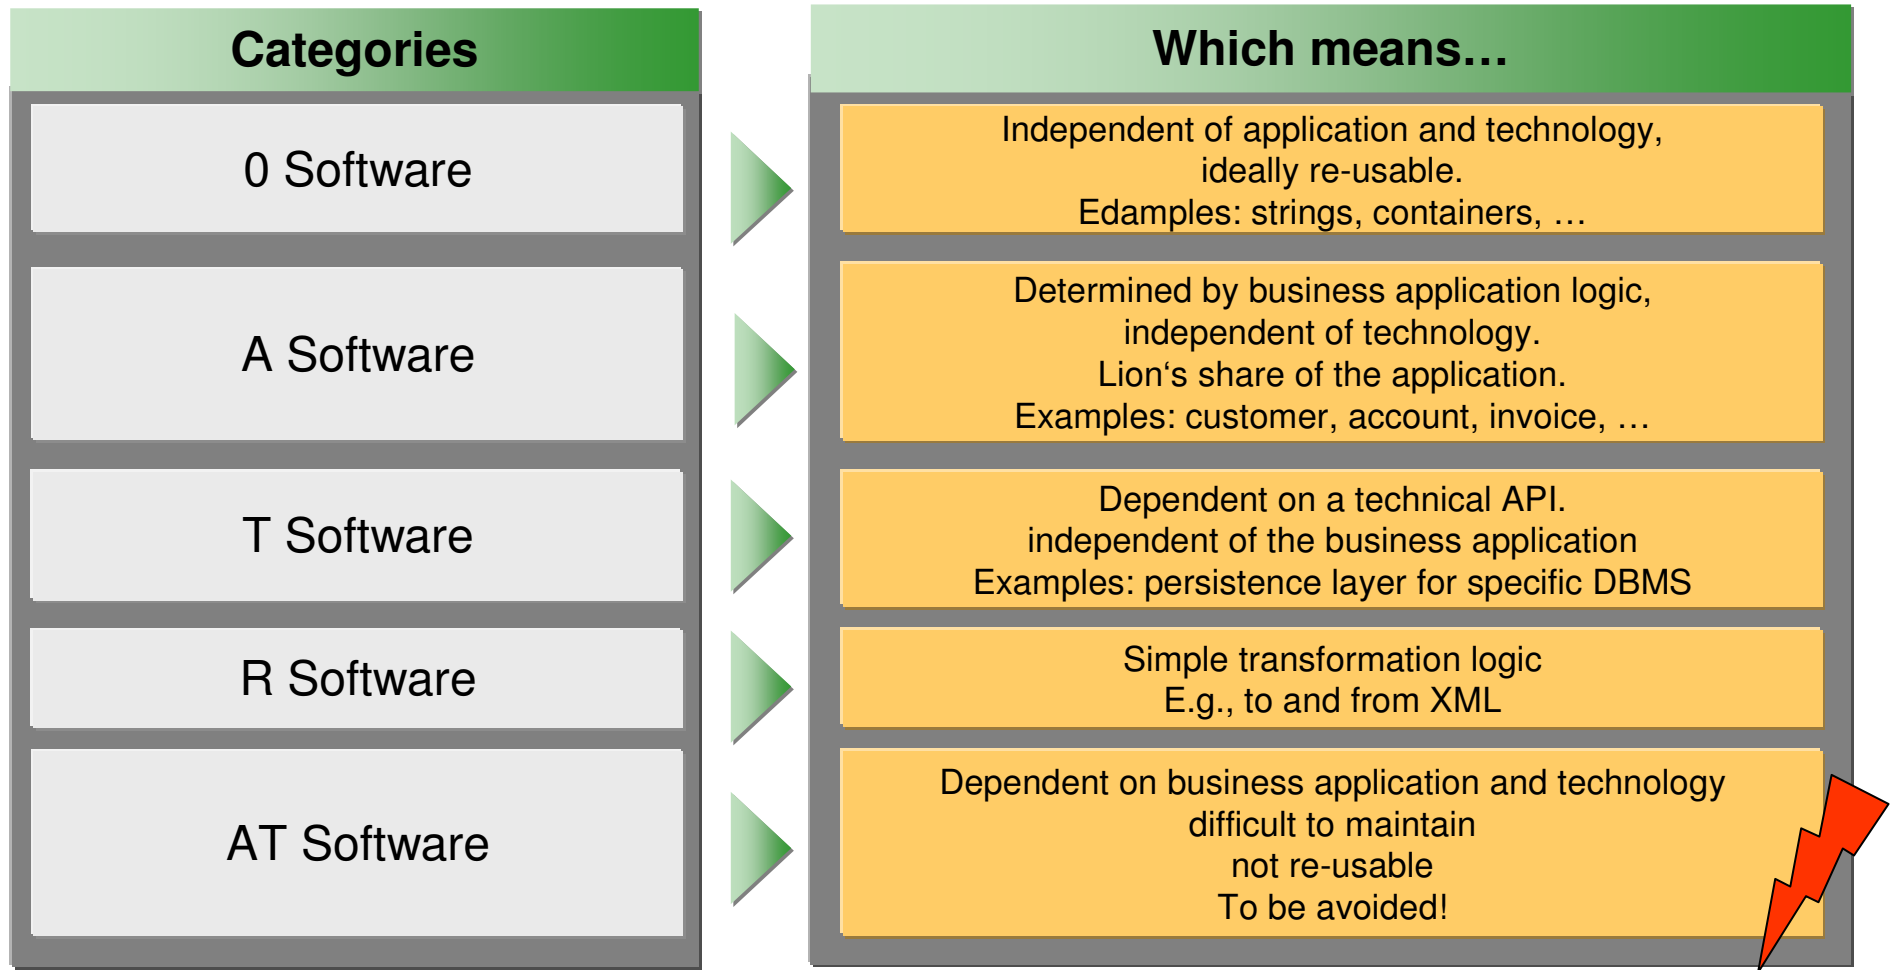 Categories
Which means…
0 Software
Independent of application and technology,
ideally re-usable.
Edamples: strings, containers, …
A Software
Determined by business application logic,
independent of technology.
Lion‘s share of the application.
Examples: customer, account, invoice, …
T Software
Dependent on a technical API.
independent of the business application
Examples: persistence layer for specific DBMS
R Software
Simple transformation logic
E.g., to and from XML
AT Software
Dependent on business application and technology
difficult to maintain
not re-usable
To be avoided!